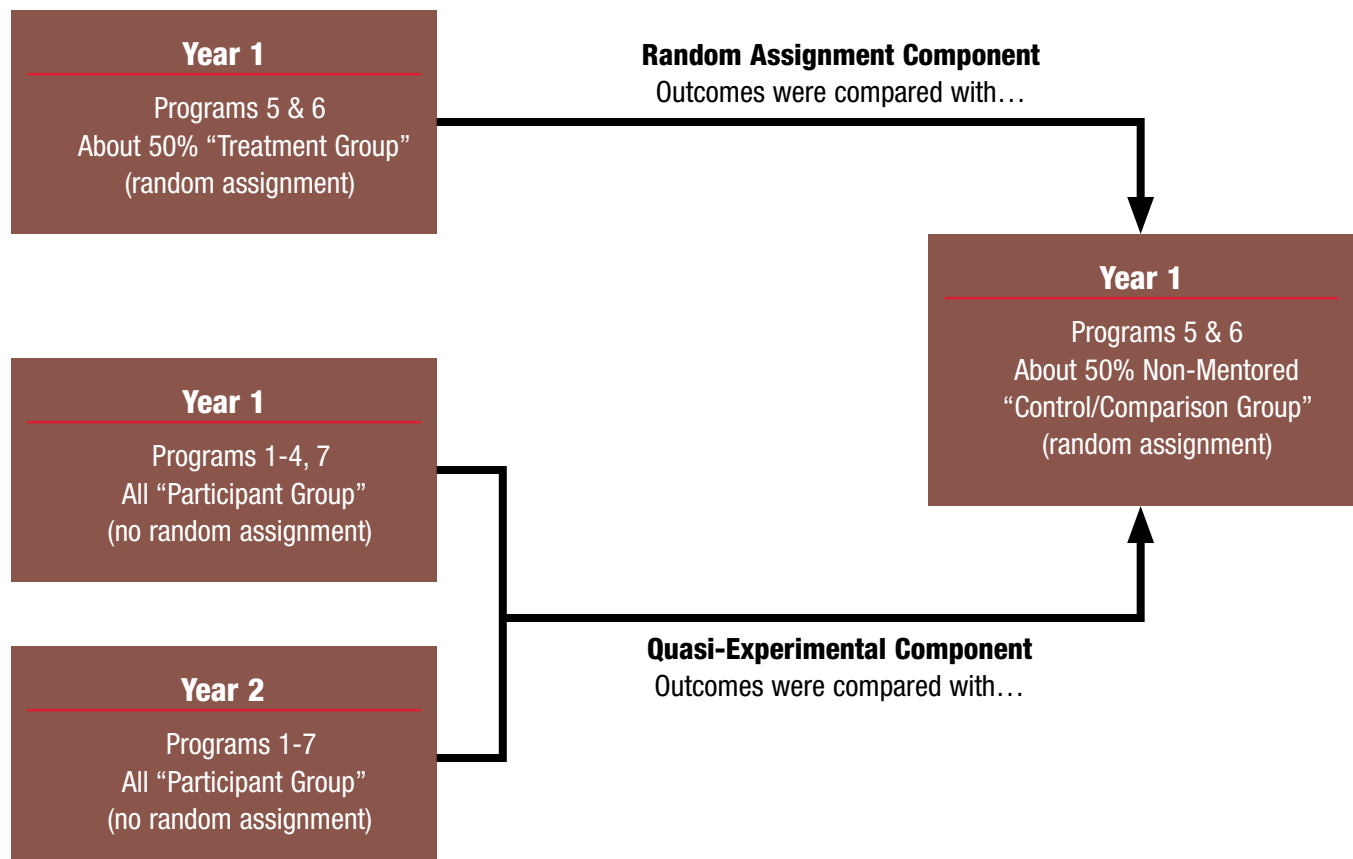 Year 1
Programs 5 & 6
About 50% “Treatment Group”
(random assignment)
Random Assignment Component
Outcomes were compared with…
Year 1
Programs 5 & 6
About 50% Non-Mentored
“Control/Comparison Group”
(random assignment)
Year 1
Programs 1-4, 7
All “Participant Group”
(no random assignment)
Quasi-Experimental Component
Outcomes were compared with…
Year 2
Programs 1-7
All “Participant Group”
(no random assignment)